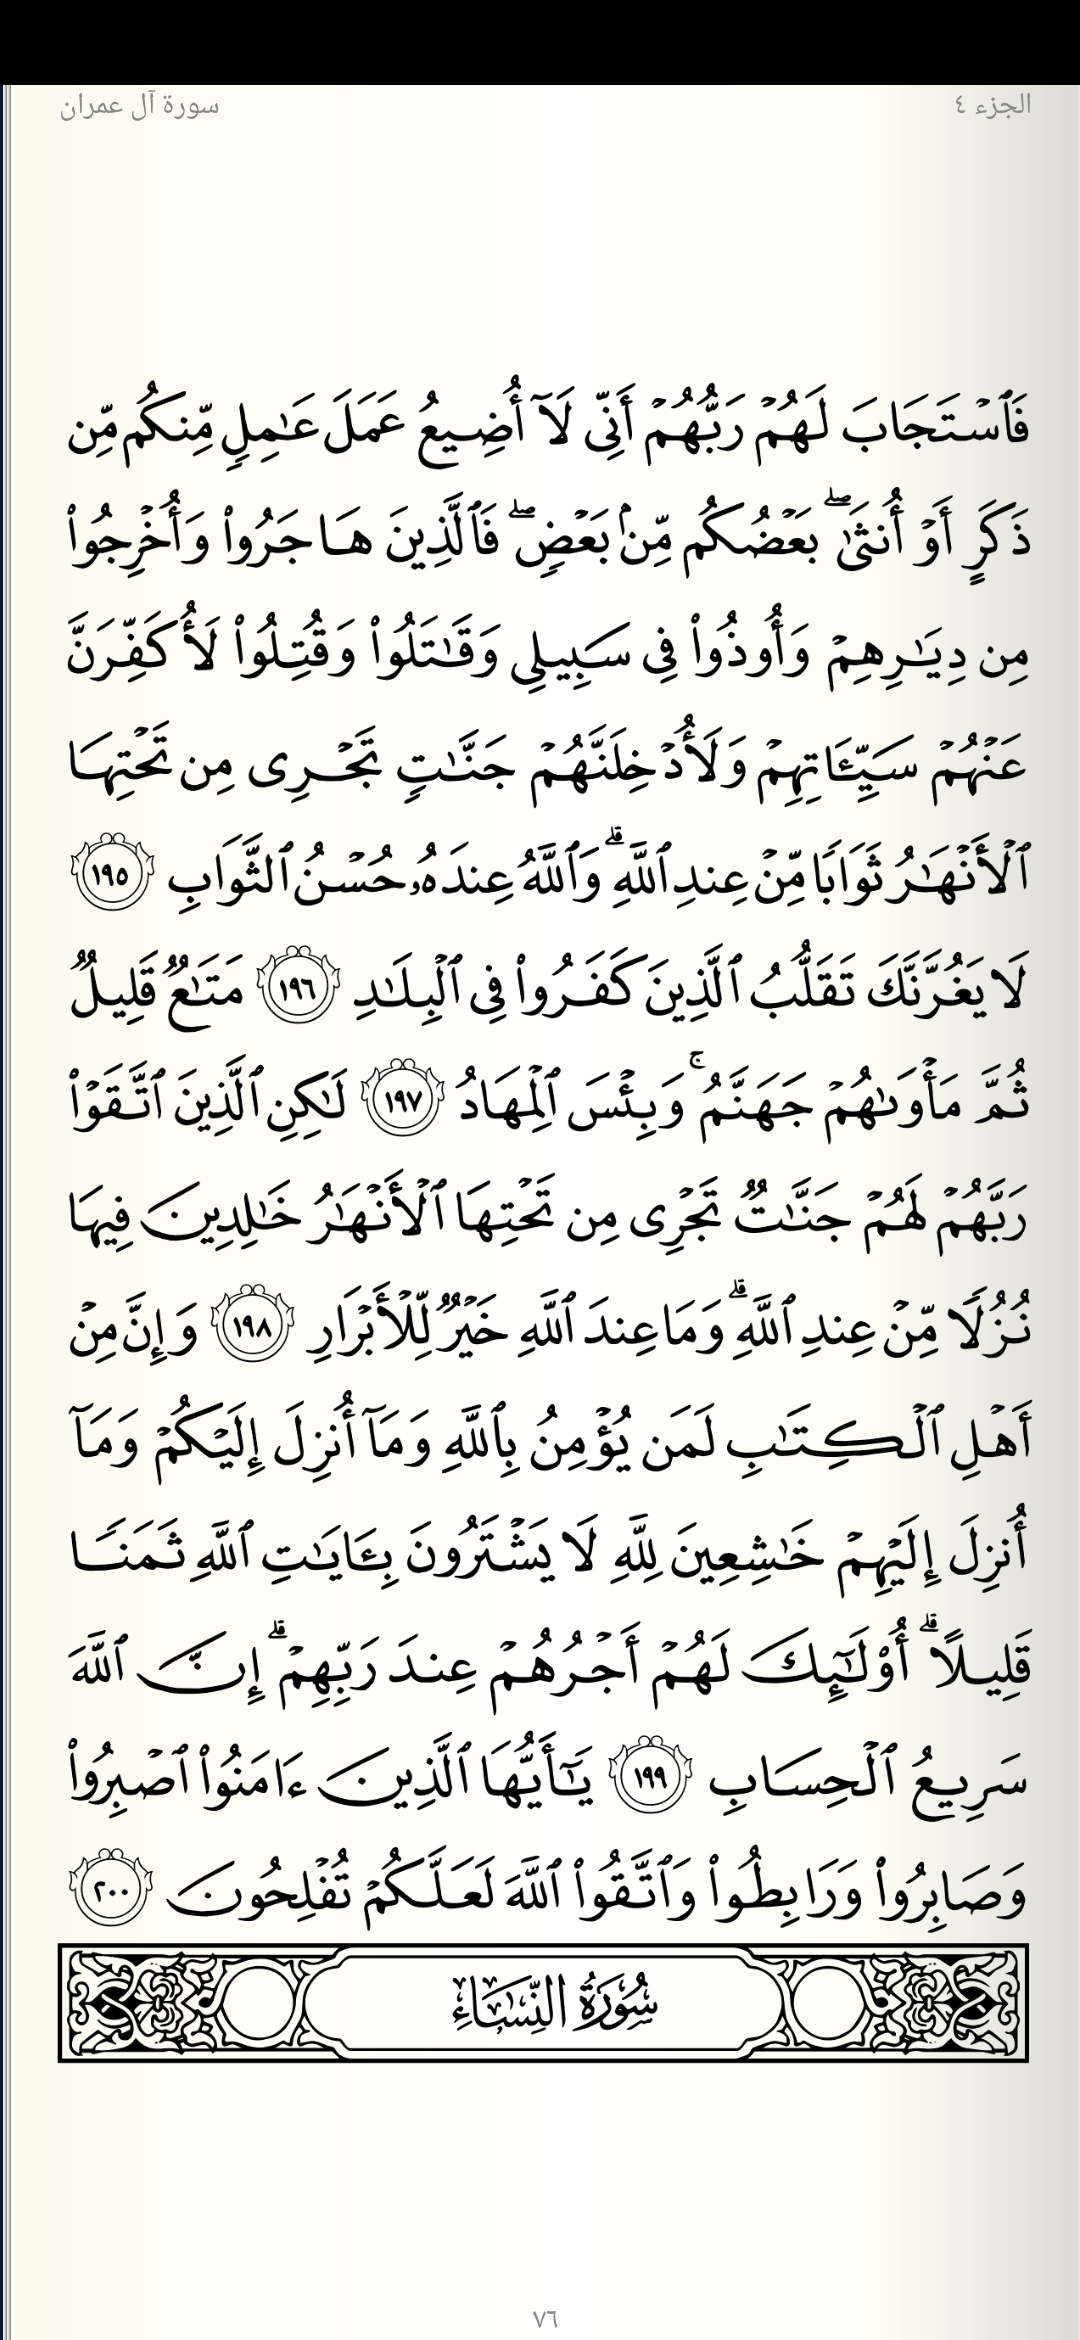 الجزء ٤
سورة آل عمران
فَٱسۡتَجَابَ لَهُمۡ رَبُّهُمۡ أَنِّي لَآ أُضِيعُ عَمَلَ عَٰمِلٖ مِّنكُم مِّن
ذَكَرٍ أَوۡ أُنثَىٰۖ بَعۡضُكُم مِّنۢ بَعۡضٖۖ فَٱلَّذِينَ هَاجَرُواْ وَأُخۡرِجُواْ
مِن دِيَٰرِهِمۡ وَأُوذُواْ فِي سَبِيلِي وَقَٰتَلُواْ وَقُتِلُواْ لَأُكَفِّرَنَّ
عَنۡهُمۡ سَيِّـَٔاتِهِمۡ وَلَأُدۡخِلَنَّهُمۡ جَنَّٰتٖ تَجۡرِي مِن تَحۡتِهَا
ٱلۡأَنۡهَٰرُ ثَوَابٗا مِّنۡ عِندِ ٱللَّهِۚ وَٱللَّهُ عِندَهُۥ حُسۡنُ ٱلثَّوَابِ ١٩٥
لَا يَغُرَّنَّكَ تَقَلُّبُ ٱلَّذِينَ كَفَرُواْ فِي ٱلۡبِلَٰدِ ١٩٦ مَتَٰعٞ قَلِيلٞ
ثُمَّ مَأۡوَىٰهُمۡ جَهَنَّمُۖ وَبِئۡسَ ٱلۡمِهَادُ ١٩٧ لَٰكِنِ ٱلَّذِينَ ٱتَّقَوۡاْ
رَبَّهُمۡ لَهُمۡ جَنَّٰتٞ تَجۡرِي مِن تَحۡتِهَا ٱلۡأَنۡهَٰرُ خَٰلِدِينَ فِيهَا
نُزُلٗا مِّنۡ عِندِ ٱللَّهِۗ وَمَا عِندَ ٱللَّهِ خَيۡرٞ لِّلۡأَبۡرَارِ ١٩٨ وَإِنَّ مِنۡ
أَهۡلِ ٱلۡكِتَٰبِ لَمَن يُؤۡمِنُ بِٱللَّهِ وَمَآ أُنزِلَ إِلَيۡكُمۡ وَمَآ
أُنزِلَ إِلَيۡهِمۡ خَٰشِعِينَ لِلَّهِ لَا يَشۡتَرُونَ بِـَٔايَٰتِ ٱللَّهِ ثَمَنٗا
قَلِيلًاۗ أُوْلَٰٓئِكَ لَهُمۡ أَجۡرُهُمۡ عِندَ رَبِّهِمۡۗ إِنَّ ٱللَّهَ
سَرِيعُ ٱلۡحِسَابِ ١٩٩ يَٰٓأَيُّهَا ٱلَّذِينَ ءَامَنُواْ ٱصۡبِرُواْ
وَصَابِرُواْ وَرَابِطُواْ وَٱتَّقُواْ ٱللَّهَ لَعَلَّكُمۡ تُفۡلِحُونَ ٢٠٠
سُورَةُ النِّسَاءِ
٧٦